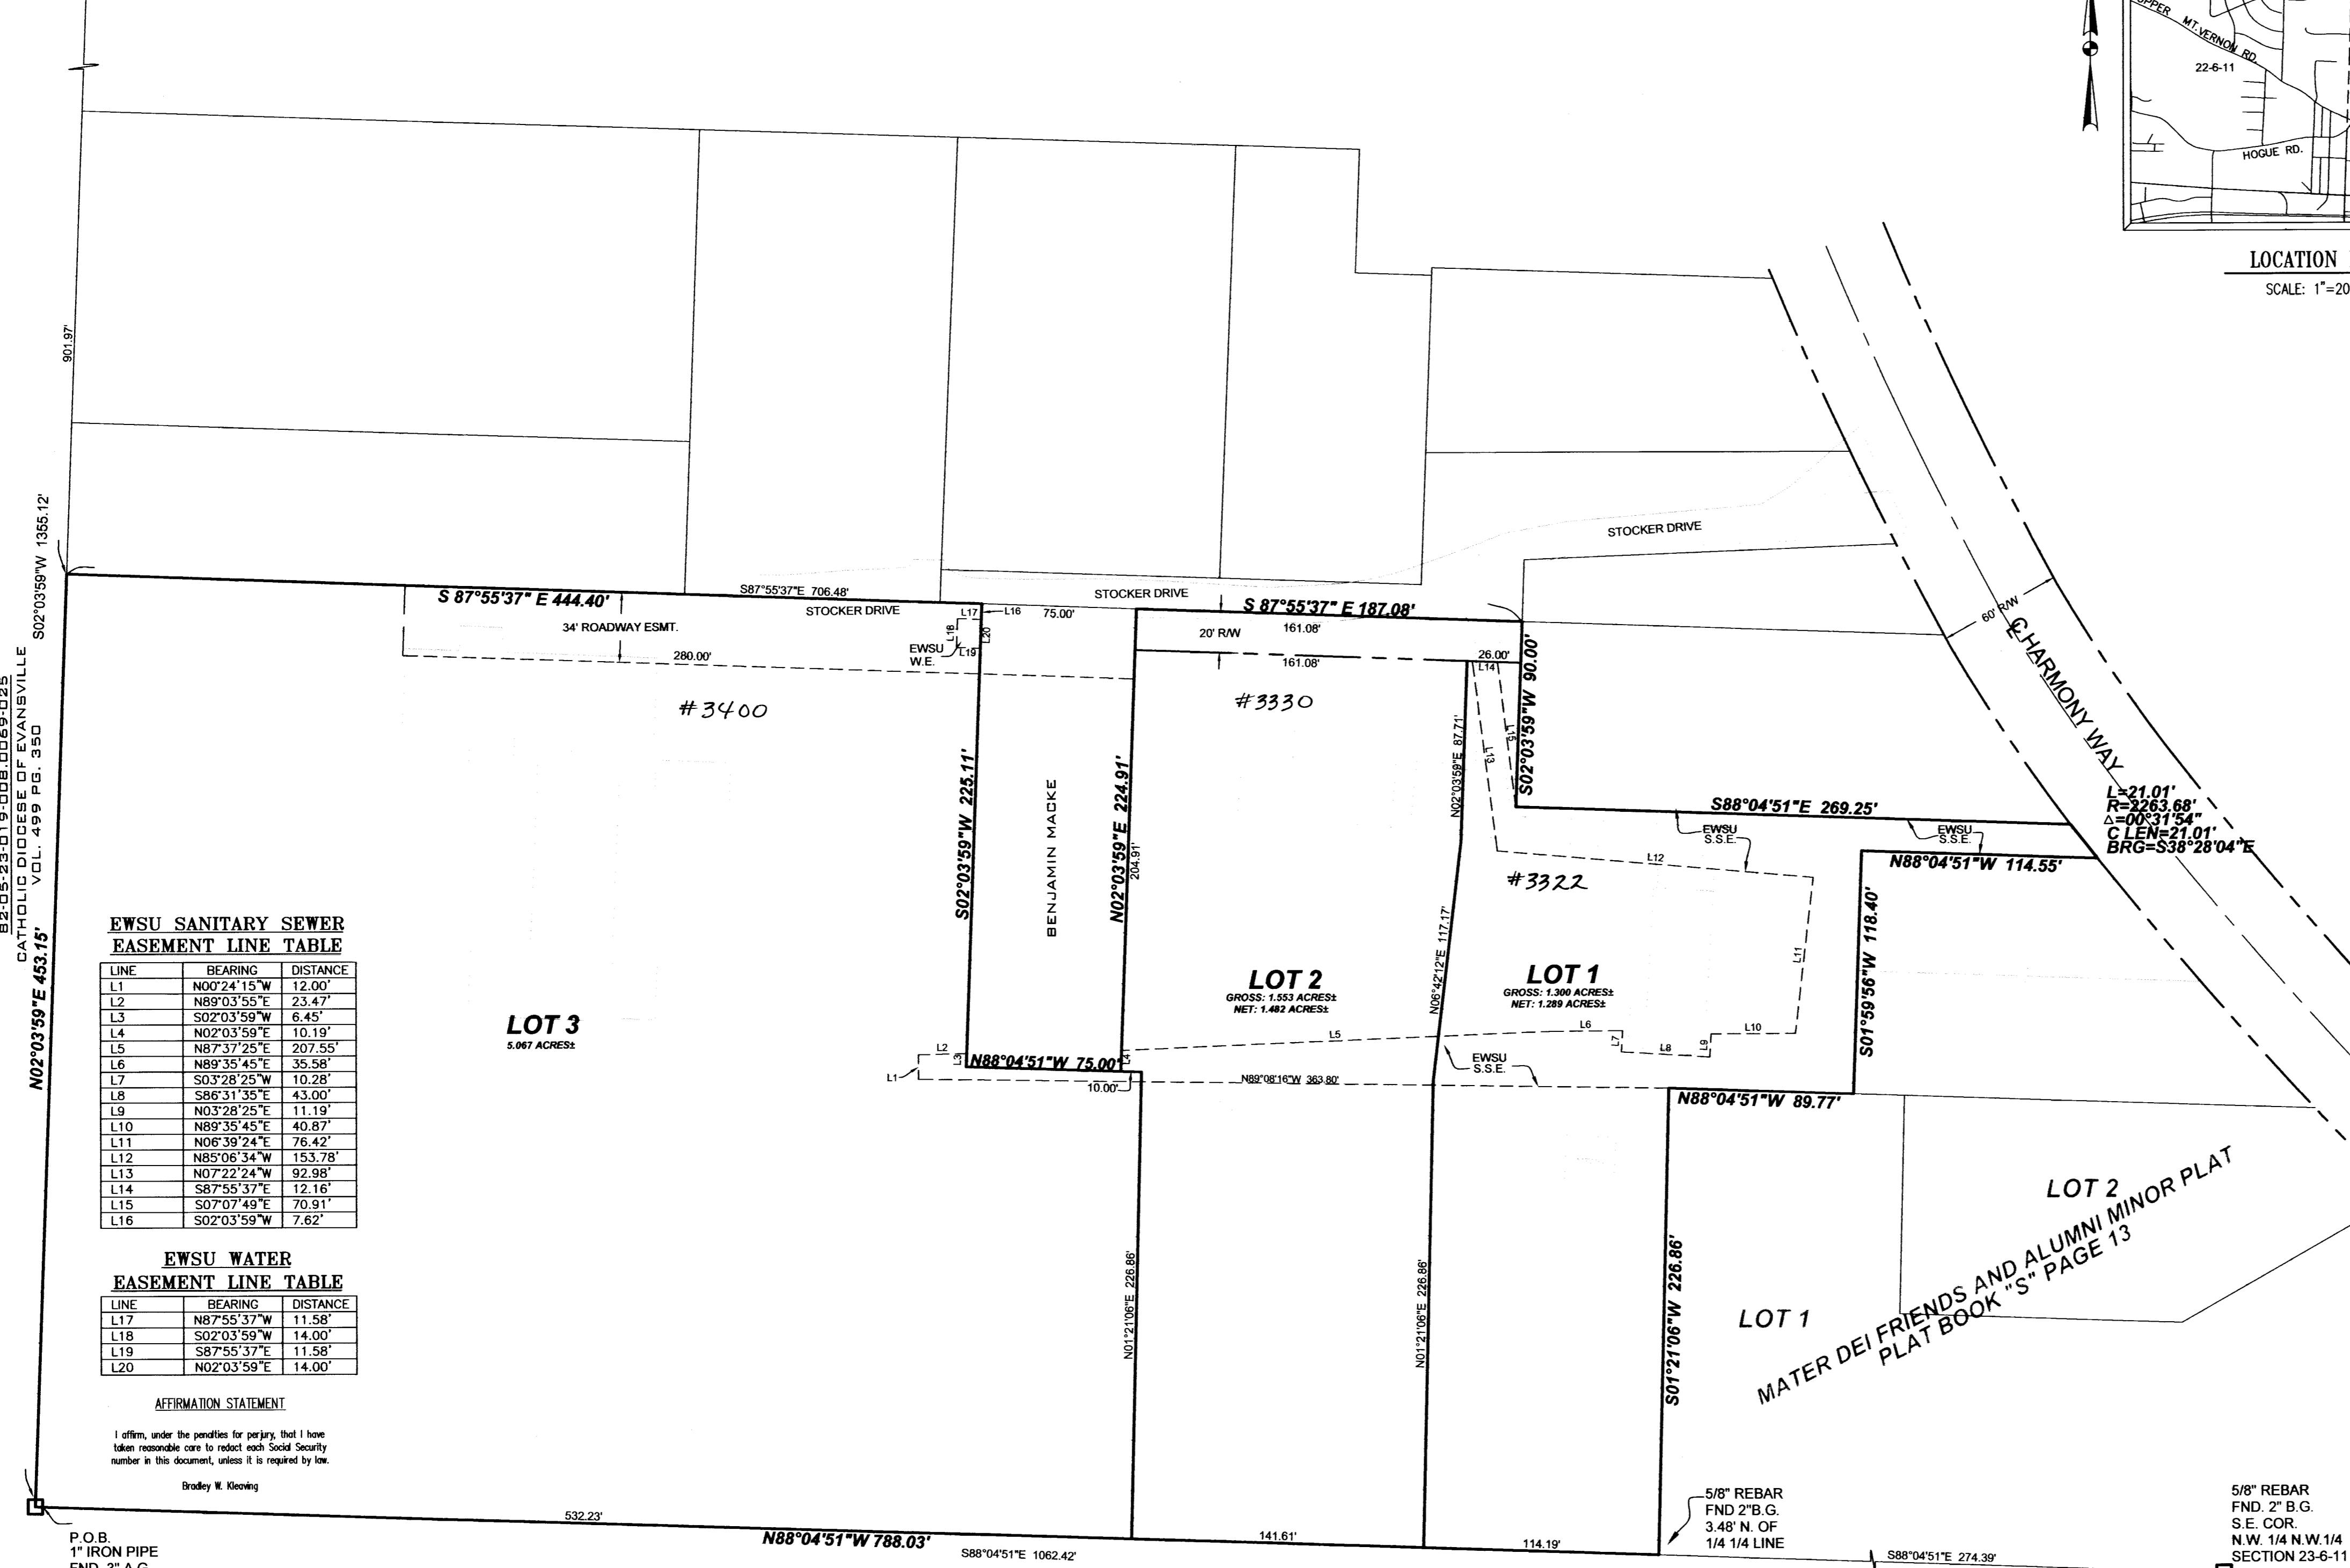 UPPER MT.VERNON RD.
22-6-11
HOGUE RD.
LOCATION
SCALE: 1"=20
901.97'
S02°03'59"W 1355.12'
82-05-23-019-008.0069-025
CATHOLIC DIOCESE OF EVANSVILLE
VOL. 499 PG. 350
N02°03'59"E 453.15'
STOCKER DRIVE
S 87°55'37" E 444.40'
S87°55'37"E 706.48'
STOCKER DRIVE
34' ROADWAY ESMT.
280.00'
EWSU
W.E.
L17
L16
L18
L20
L19
75.00'
STOCKER DRIVE
S 87°55'37" E 187.08'
20' R/W
161.08'
161.08'
26.00'
L14
S02°03'59"W 90.00'
60' R/W
℄ HARMONY WAY
#3400
#3330
L13
L15
N02°03'59"E 87.71'
S02°03'59"W 225.11'
BENJAMIN MACKE
N02°03'59"E 224.91'
204.91'
S88°04'51"E 269.25'
EWSU
S.S.E.
EWSU
S.S.E.
L=21.01'
R=2263.68'
△=00°31'54"
C LEN=21.01'
BRG=S38°28'04"E
N88°04'51"W 114.55'
L12
#3322
S01°59'56"W 118.40'
L11
N06°42'12"E 117.17'
LOT 3
5.067 ACRES±
LOT 2
GROSS: 1.553 ACRES±
NET: 1.482 ACRES±
LOT 1
GROSS: 1.300 ACRES±
NET: 1.289 ACRES±
L1
L2
L3
L4
L5
L6
L7
L8
L9
L10
N88°04'51"W 75.00'
10.00'
N89°08'16"W 363.80'
EWSU
S.S.E.
N88°04'51"W 89.77'
N01°21'06"E 226.86'
N01°21'06"E 226.86'
S01°21'06"W 226.86'
LOT 2
LOT 1
MATER DEI FRIENDS AND ALUMNI MINOR PLAT
PLAT BOOK "S" PAGE 13
EWSU SANITARY SEWER
EASEMENT LINE TABLE
LINE BEARING DISTANCE
L1 N00°24'15"W 12.00'
L2 N89°03'55"E 23.47'
L3 S02°03'59"W 6.45'
L4 N02°03'59"E 10.19'
L5 N87°37'25"E 207.55'
L6 N89°35'45"E 35.58'
L7 S03°28'25"W 10.28'
L8 S86°31'35"E 43.00'
L9 N03°28'25"E 11.19'
L10 N89°35'45"E 40.87'
L11 N06°39'24"E 76.42'
L12 N85°06'34"W 153.78'
L13 N07°22'24"W 92.98'
L14 S87°55'37"E 12.16'
L15 S07°07'49"E 70.91'
L16 S02°03'59"W 7.62'
EWSU WATER
EASEMENT LINE TABLE
LINE BEARING DISTANCE
L17 N87°55'37"W 11.58'
L18 S02°03'59"W 14.00'
L19 S87°55'37"E 11.58'
L20 N02°03'59"E 14.00'
AFFIRMATION STATEMENT
I affirm, under the penalties for perjury, that I have
taken reasonable care to redact each Social Security
number in this document, unless it is required by law.
Bradley W. Kleaving
P.O.B.
1" IRON PIPE
FND. 3" A.G.
532.23'
N88°04'51"W 788.03'
S88°04'51"E 1062.42'
141.61'
114.19'
5/8" REBAR
FND 2"B.G.
3.48' N. OF
1/4 1/4 LINE
S88°04'51"E 274.39'
5/8" REBAR
FND. 2" B.G.
S.E. COR.
N.W. 1/4 N.W.1/4
SECTION 23-6-11